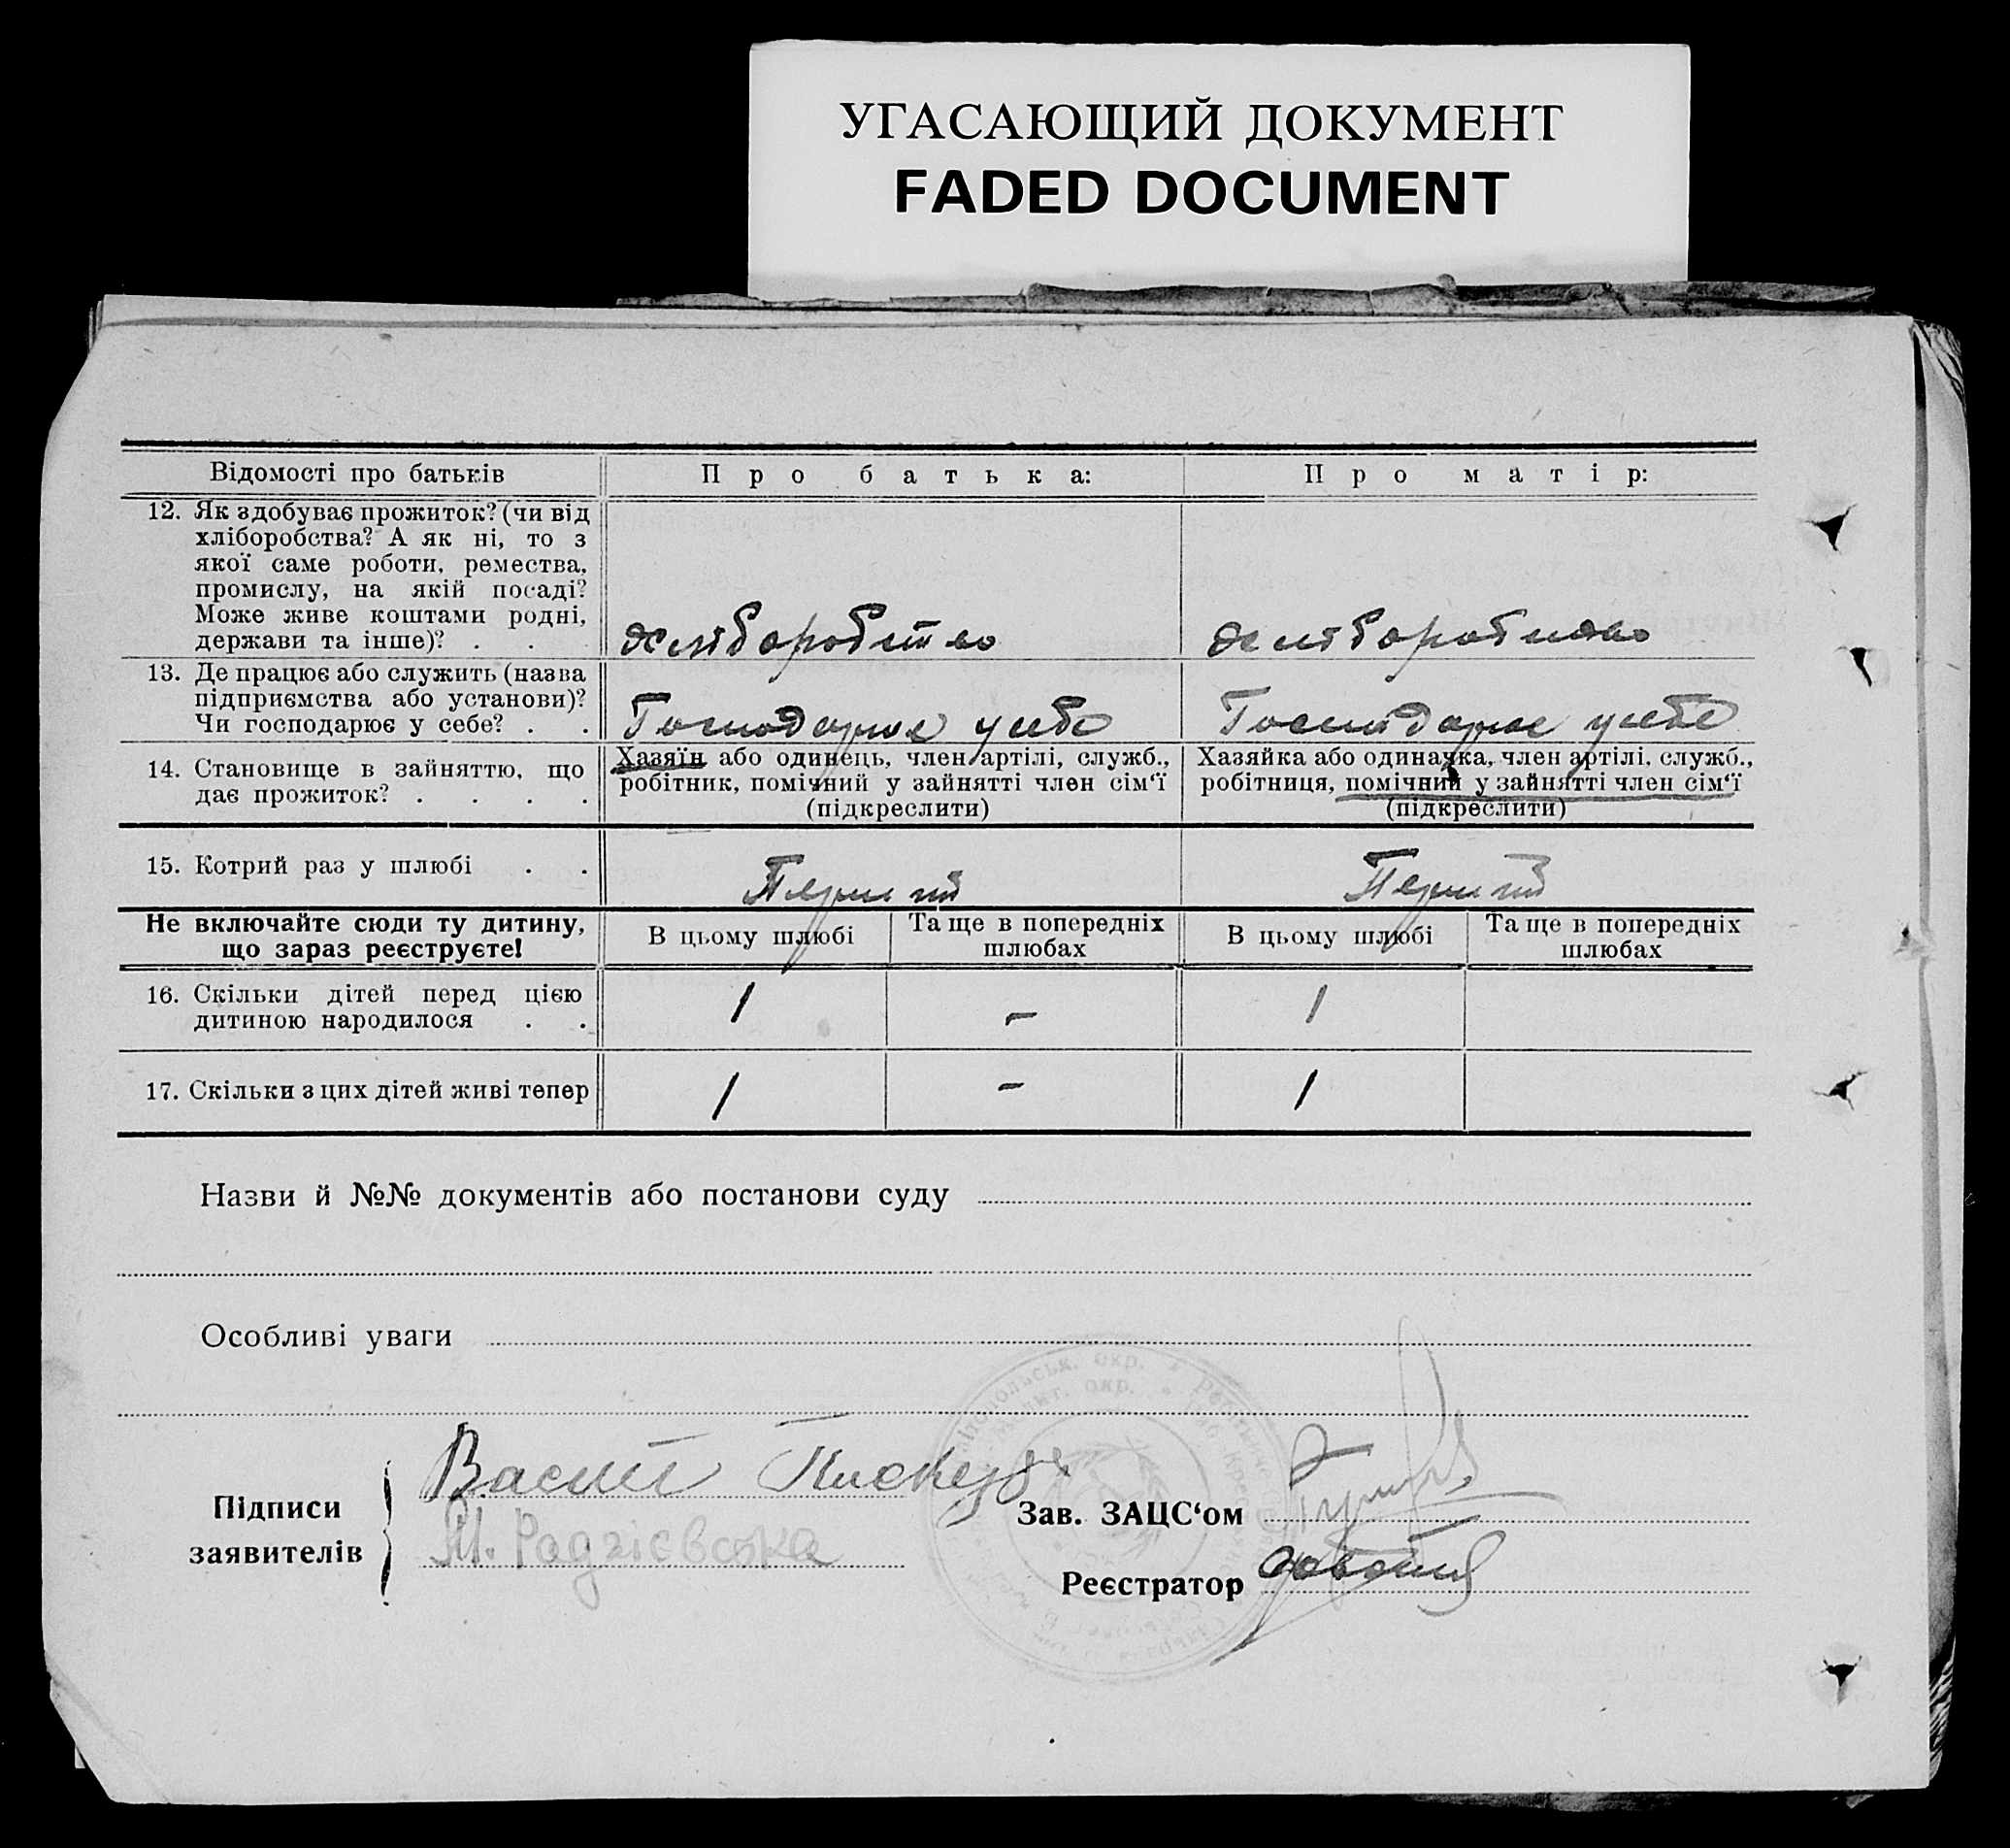 УГАСАЮЩИЙ ДОКУМЕНТ
FADED DOCUMENT
Відомості про батьків
Про батька:
Про матір:
12. Як здобуває прожиток? (чи від
хліборобства? А як ні, то з
якої саме роботи, ремества,
промислу, на якій посаді?
Може живе коштами родні,
держави та інше)? . .
хліборобство
хліборобство
13. Де працює або служить (назва
підприємства або установи)?
Чи господарює у себе? . .
Господарює у себе
Господарює у себе
14. Становище в зайняттю, що
дає прожиток? . . . .
Хазяїн або одинець, член артілі, служб.,
робітник, помічний у зайнятті член сім‘ї
(підкреслити)
Хазяйка або одиначка, член артілі, служб.,
робітниця, помічний у зайнятті член сім‘ї
(підкреслити)
15. Котрий раз у шлюбі . .
Перший
Перший
Не включайте сюди ту дитину,
що зараз реєструєте!
В цьому шлюбі
Та ще в попередніх
шлюбах
В цьому шлюбі
Та ще в попередніх
шлюбах
16. Скільки дітей перед цією
дитиною народилося . .
1
-
1
17. Скільки з цих дітей живі тепер
1
-
1
Назви й №№ документів або постанови суду
Особливі уваги
Підписи
заявителів
Васил
М. Радзієвська
Зав. ЗАЦС‘ом
Реєстратор